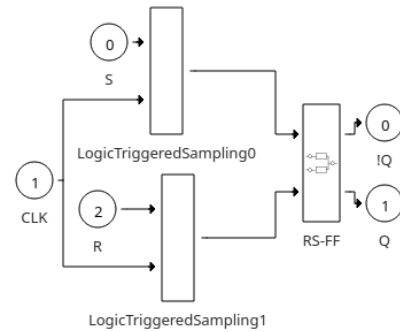 0
S
LogicTriggeredSampling0
0
!Q
1
CLK
2
R
RS-FF
1
Q
LogicTriggeredSampling1